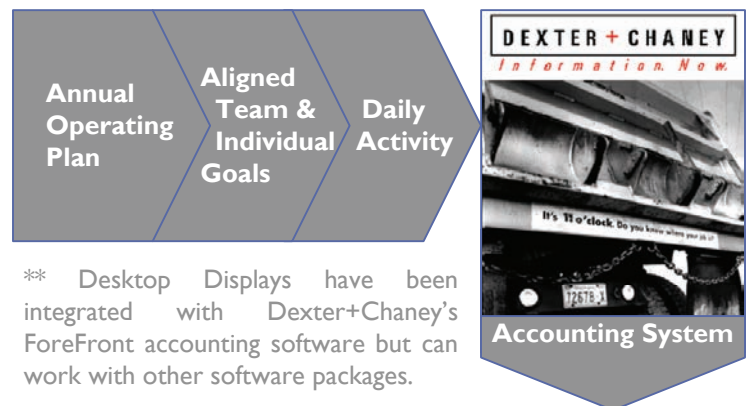 Annual
Operating
Plan
Aligned
Team &
Individual
Goals
Daily
Activity
DEXTER + CHANEY
Information. Now.
It's 11 o'clock. Do you know where your job is?
Accounting System
** Desktop Displays have been
integrated with Dexter+Chaney's
ForeFront accounting software but can
work with other software packages.